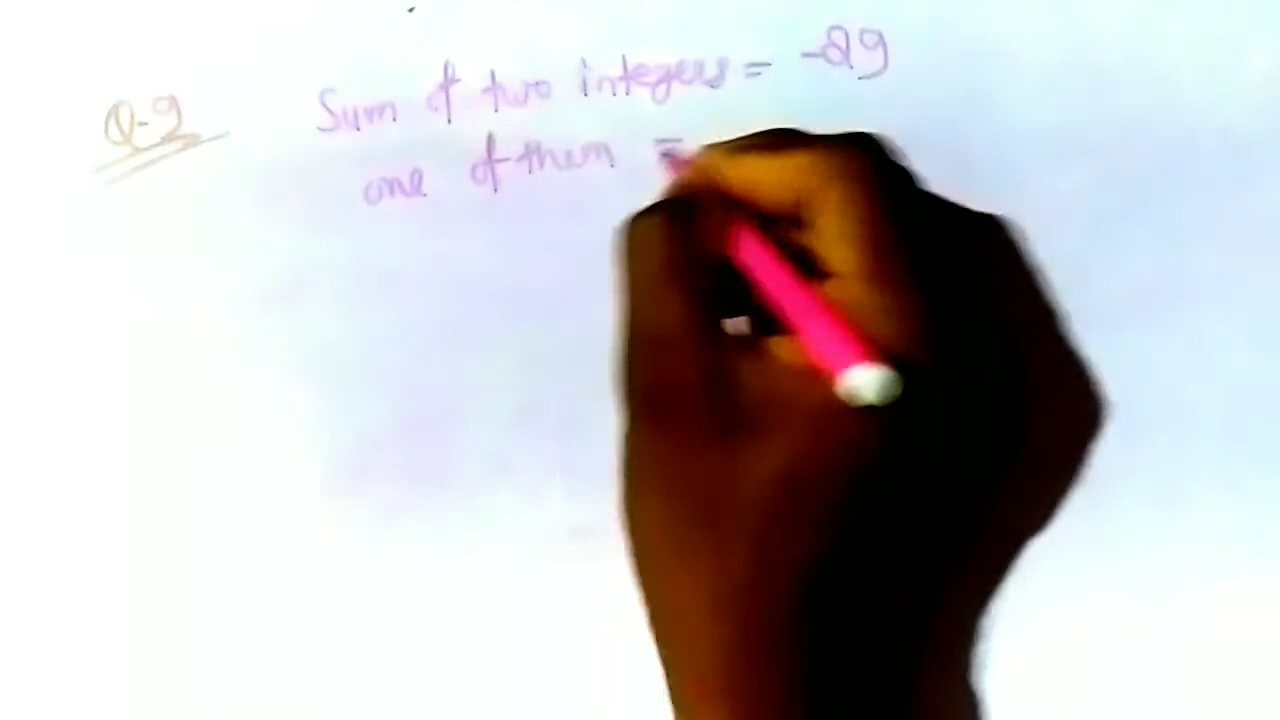 Q-9 Sum of two integers = -29
one of them =